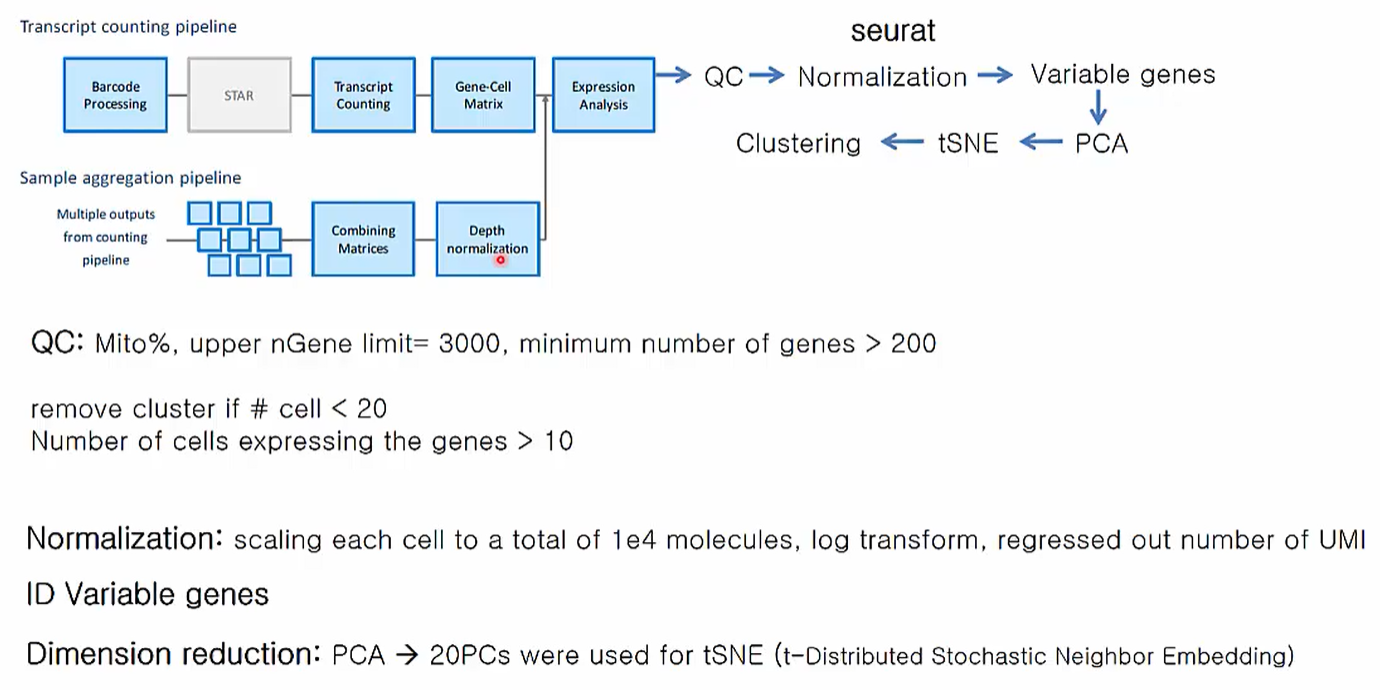 Transcript counting pipeline
Barcode
Processing
STAR
Transcript
Counting
Gene-Cell
Matrix
Expression
Analysis
seurat
QC → Normalization → Variable genes
Clustering ← tSNE ← PCA
Sample aggregation pipeline
Multiple outputs
from counting
pipeline
Combining
Matrices
Depth
normalization
QC: Mito%, upper nGene limit= 3000, minimum number of genes > 200
remove cluster if # cell < 20
Number of cells expressing the genes > 10
Normalization: scaling each cell to a total of 1e4 molecules, log transform, regressed out number of UMI
ID Variable genes
Dimension reduction: PCA → 20PCs were used for tSNE (t-Distributed Stochastic Neighbor Embedding)